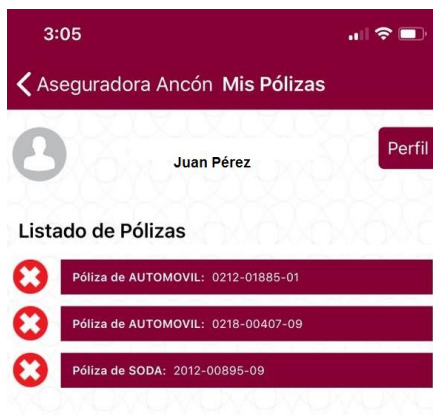 3:05
Aseguradora Ancón Mis Pólizas
Juan Pérez
Perfil
Listado de Pólizas
Póliza de AUTOMOVIL: 0212-01885-01
Póliza de AUTOMOVIL: 0218-00407-09
Póliza de SODA: 2012-00895-09